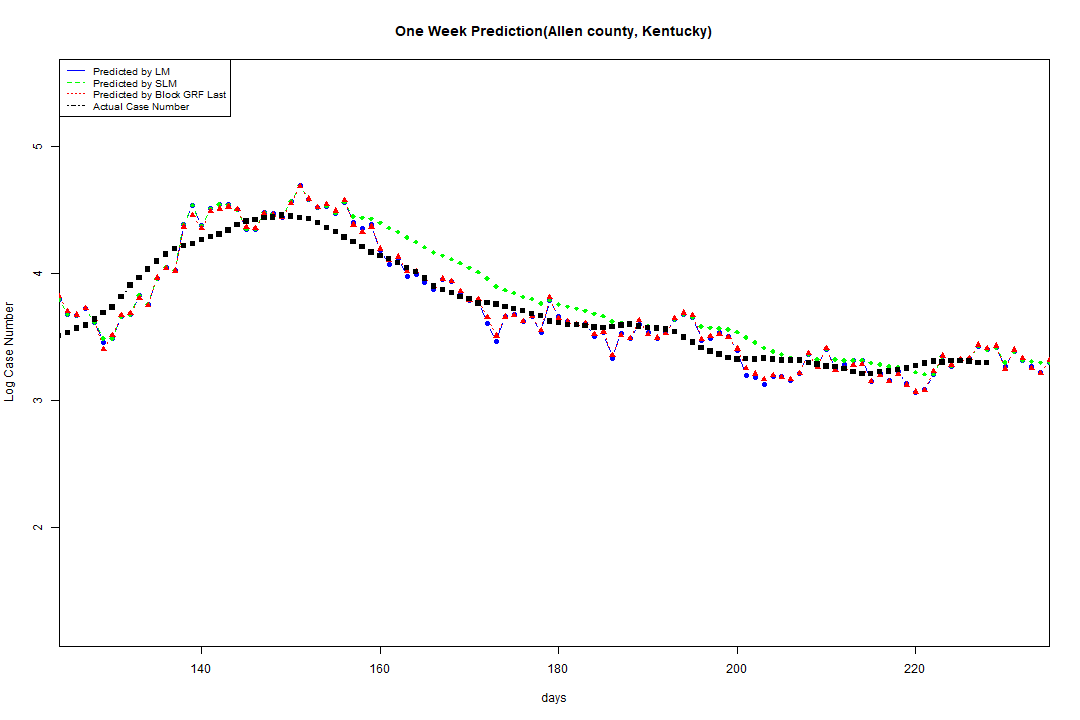 One Week Prediction(Allen county, Kentucky)
Predicted by LM
Predicted by SLM
Predicted by Block GRF Last
Actual Case Number
5
4
3
2
Log Case Number
140 160 180 200 220
days